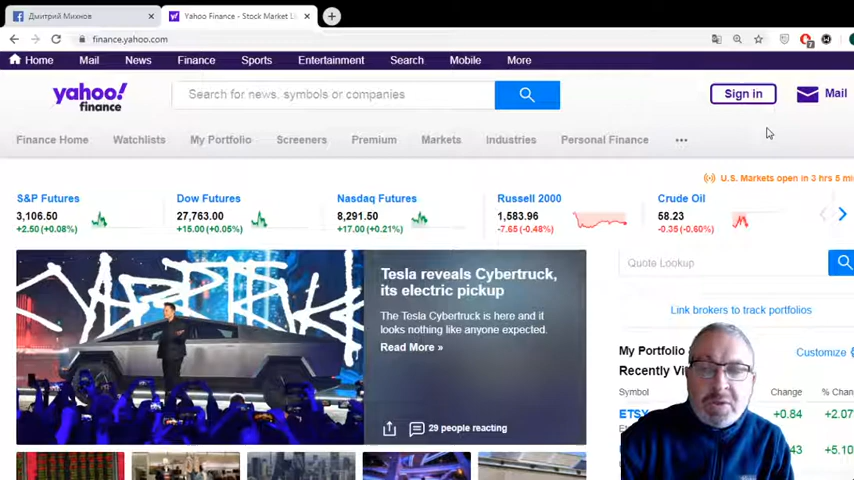 Дмитрий Михнов
Yahoo Finance - Stock Market Li
finance.yahoo.com
Home Mail News Finance Sports Entertainment Search Mobile More
yahoo!
finance
Search for news, symbols or companies
Sign in
Mail
Finance Home Watchlists My Portfolio Screeners Premium Markets Industries Personal Finance
U.S. Markets open in 3 hrs 5 mi
S&P Futures
3,106.50
+2.50 (+0.08%)
Dow Futures
27,763.00
+15.00 (+0.05%)
Nasdaq Futures
8,291.50
+17.00 (+0.21%)
Russell 2000
1,583.96
-7.65 (-0.48%)
Crude Oil
58.23
-0.35 (-0.60%)
Tesla reveals Cybertruck,
its electric pickup
The Tesla Cybertruck is here and it
looks nothing like anyone expected.
Read More »
29 people reacting
Quote Lookup
Link brokers to track portfolios
My Portfolio
Customize
Recently Vi
Symbol Change % Chan
ETSY +0.84 +2.07
Et
43 +5.10